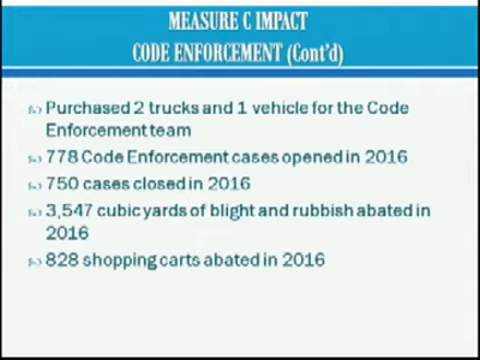 MEASURE C IMPACT
CODE ENFORCEMENT (Cont'd)
Purchased 2 trucks and 1 vehicle for the Code
Enforcement team
778 Code Enforcement cases opened in 2016
750 cases closed in 2016
3,547 cubic yards of blight and rubbish abated in
2016
828 shopping carts abated in 2016